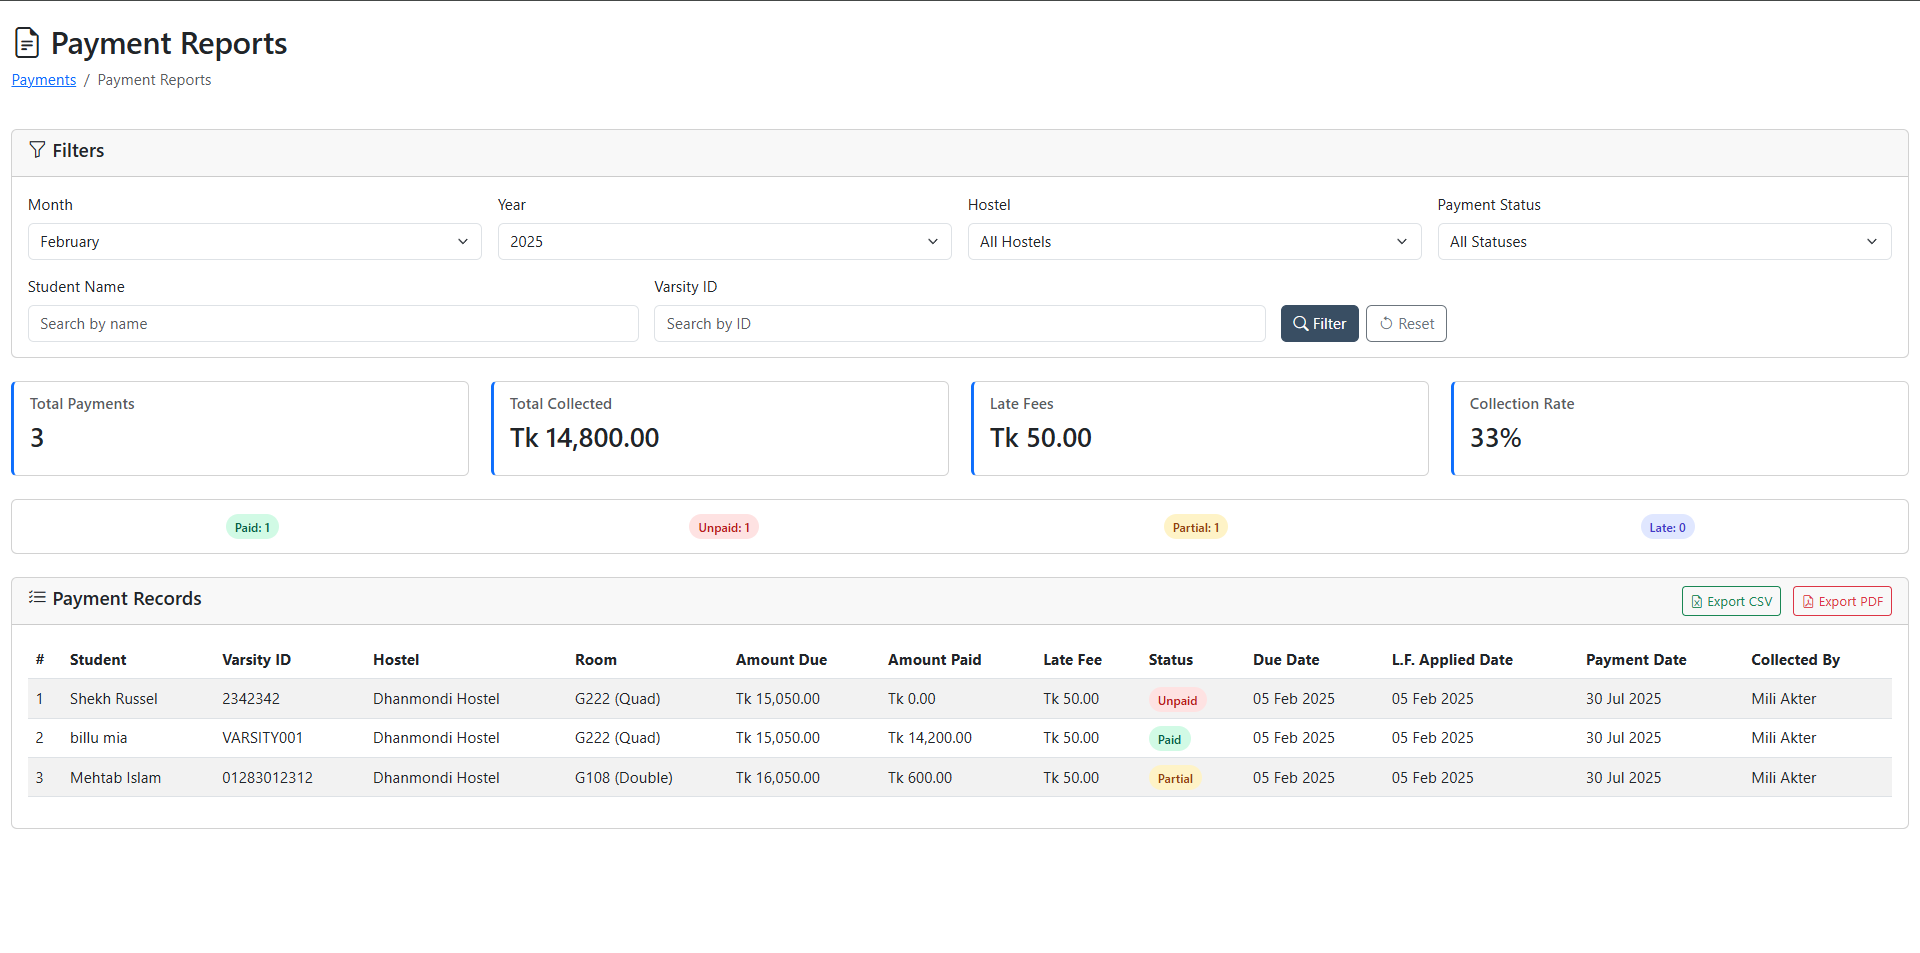 Payment Reports
Payments / Payment Reports
Filters
Month Year Hostel Payment Status
February 2025 All Hostels All Statuses
Student Name Varsity ID
Search by name Search by ID Filter Reset
Total Payments Total Collected Late Fees Collection Rate
3 Tk 14,800.00 Tk 50.00 33%
Paid: 1 Unpaid: 1 Partial: 1 Late: 0
Payment Records Export CSV Export PDF
# Student Varsity ID Hostel Room Amount Due Amount Paid Late Fee Status Due Date L.F. Applied Date Payment Date Collected By
1 Shekh Russel 2342342 Dhanmondi Hostel G222 (Quad) Tk 15,050.00 Tk 0.00 Tk 50.00 Unpaid 05 Feb 2025 05 Feb 2025 30 Jul 2025 Mili Akter
2 billu mia VARSITY001 Dhanmondi Hostel G222 (Quad) Tk 15,050.00 Tk 14,200.00 Tk 50.00 Paid 05 Feb 2025 05 Feb 2025 30 Jul 2025 Mili Akter
3 Mehtab Islam 01283012312 Dhanmondi Hostel G108 (Double) Tk 16,050.00 Tk 600.00 Tk 50.00 Partial 05 Feb 2025 05 Feb 2025 30 Jul 2025 Mili Akter